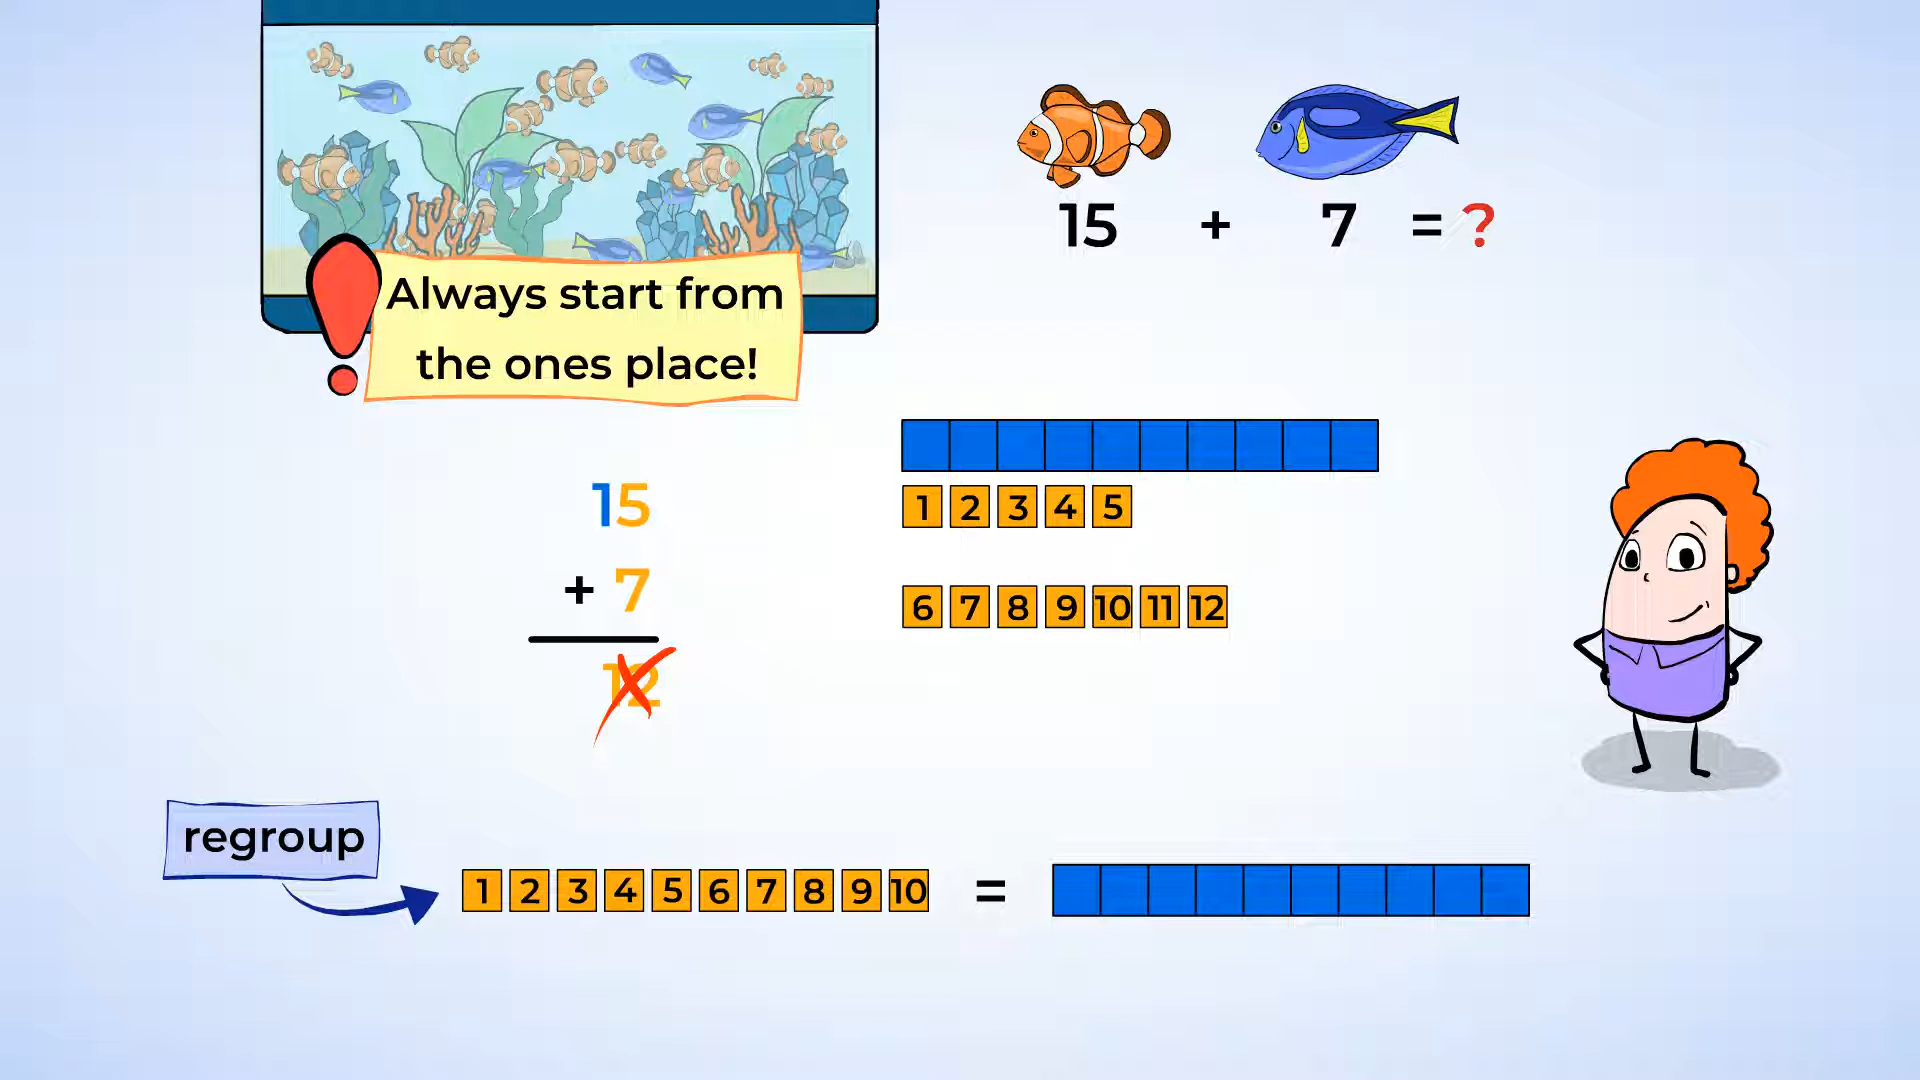 15 + 7 = ?
Always start from
the ones place!
15
+ 7
12
1 2 3 4 5
6 7 8 9 10 11 12
regroup
1 2 3 4 5 6 7 8 9 10 =